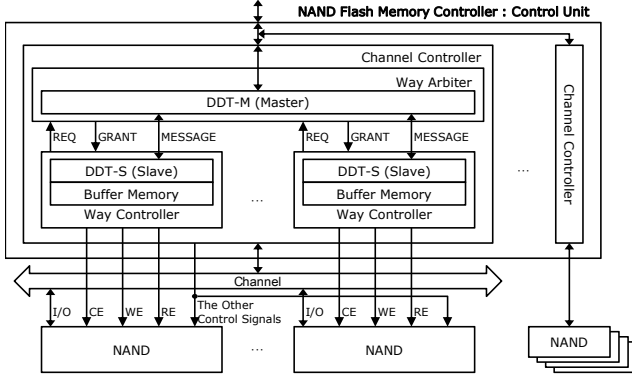 NAND Flash Memory Controller : Control Unit
Channel Controller
Way Arbiter
DDT-M (Master)
REQ GRANT MESSAGE REQ GRANT MESSAGE
DDT-S (Slave) DDT-S (Slave)
Buffer Memory Buffer Memory
Way Controller ... Way Controller
...
Channel Controller
Channel
I/O CE WE RE The Other I/O CE WE RE
Control Signals
NAND ... NAND NAND